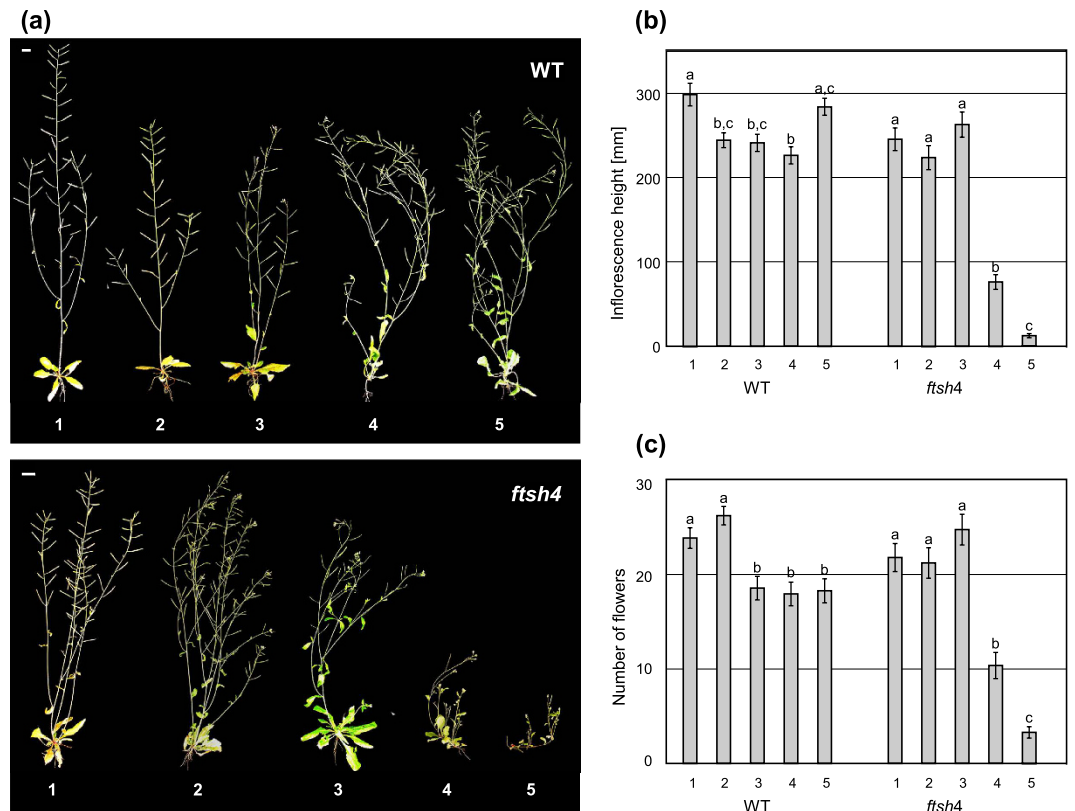 (a)
WT
1 2 3 4 5
ftsh4
1 2 3 4 5
(b)
Inflorescence height [mm]
300
200
100
0
a b,c b,c b a,c a a a b c
1 2 3 4 5 1 2 3 4 5
WT ftsh4
(c)
Number of flowers
30
20
10
0
a a b b b a a a b c
1 2 3 4 5 1 2 3 4 5
WT ftsh4